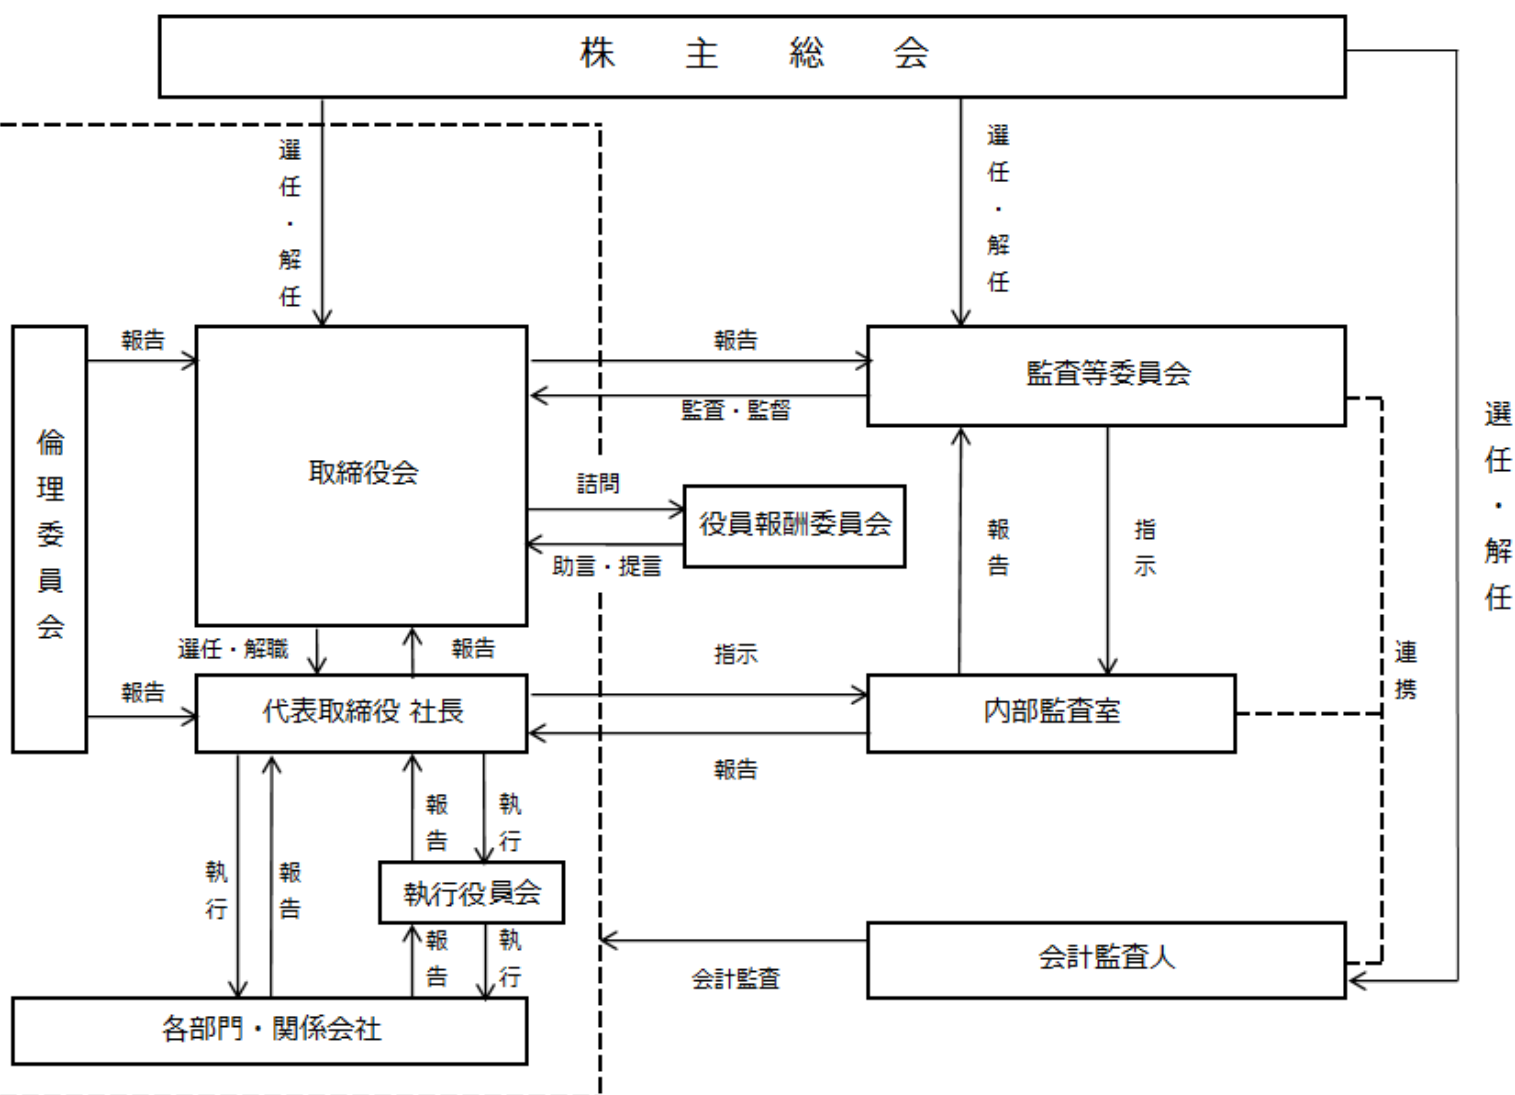 株主総会
選任・解任
選任・解任
選任・解任
倫理委員会
報告
取締役会
報告
監査・監督
監査等委員会
詰問
役員報酬委員会
助言・提言
報告
指示
連携
選任・解職
報告
報告
代表取締役 社長
指示
報告
内部監査室
執行
報告
報告
執行
執行役員会
報告
執行
会計監査
会計監査人
各部門・関係会社